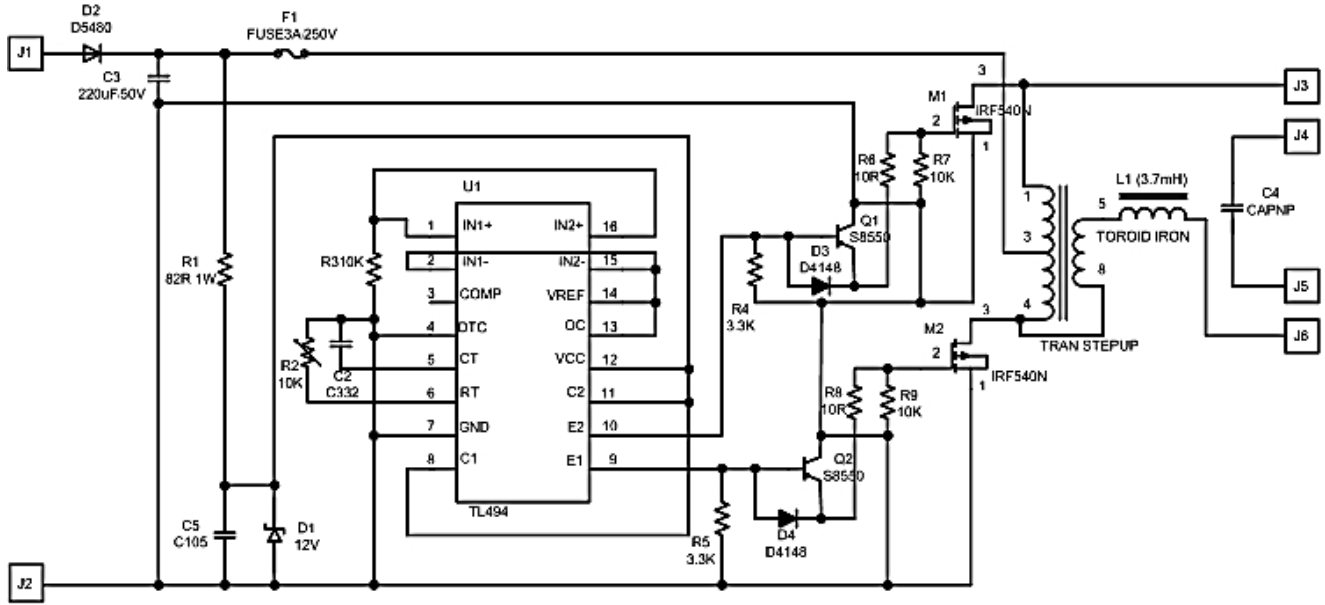 D2
D5480
F1
FUSE3A/250V
J1
C3
220uF/50V
M1
3
IRF540N
2
1
J3
J4
R6
10R
R7
10K
U1
L1 (3.7mH)
C4
CAPNP
1
5
TOROID IRON
3
8
4
TRAN STEPUP
1
IN1+
IN2+
16
Q1
S8550
R1
82R 1W
R310K
2
IN1-
IN2-
15
D3
D4148
3
COMP
VREF
14
R4
3.3K
J5
4
DTC
OC
13
M2
3
J6
R2
10K
C2
C332
5
CT
VCC
12
2
IRF540N
1
6
RT
C2
11
R8
10R
R9
10K
7
GND
E2
10
8
C1
E1
9
Q2
S8550
TL494
C5
C105
D1
12V
R5
3.3K
D4
D4148
J2